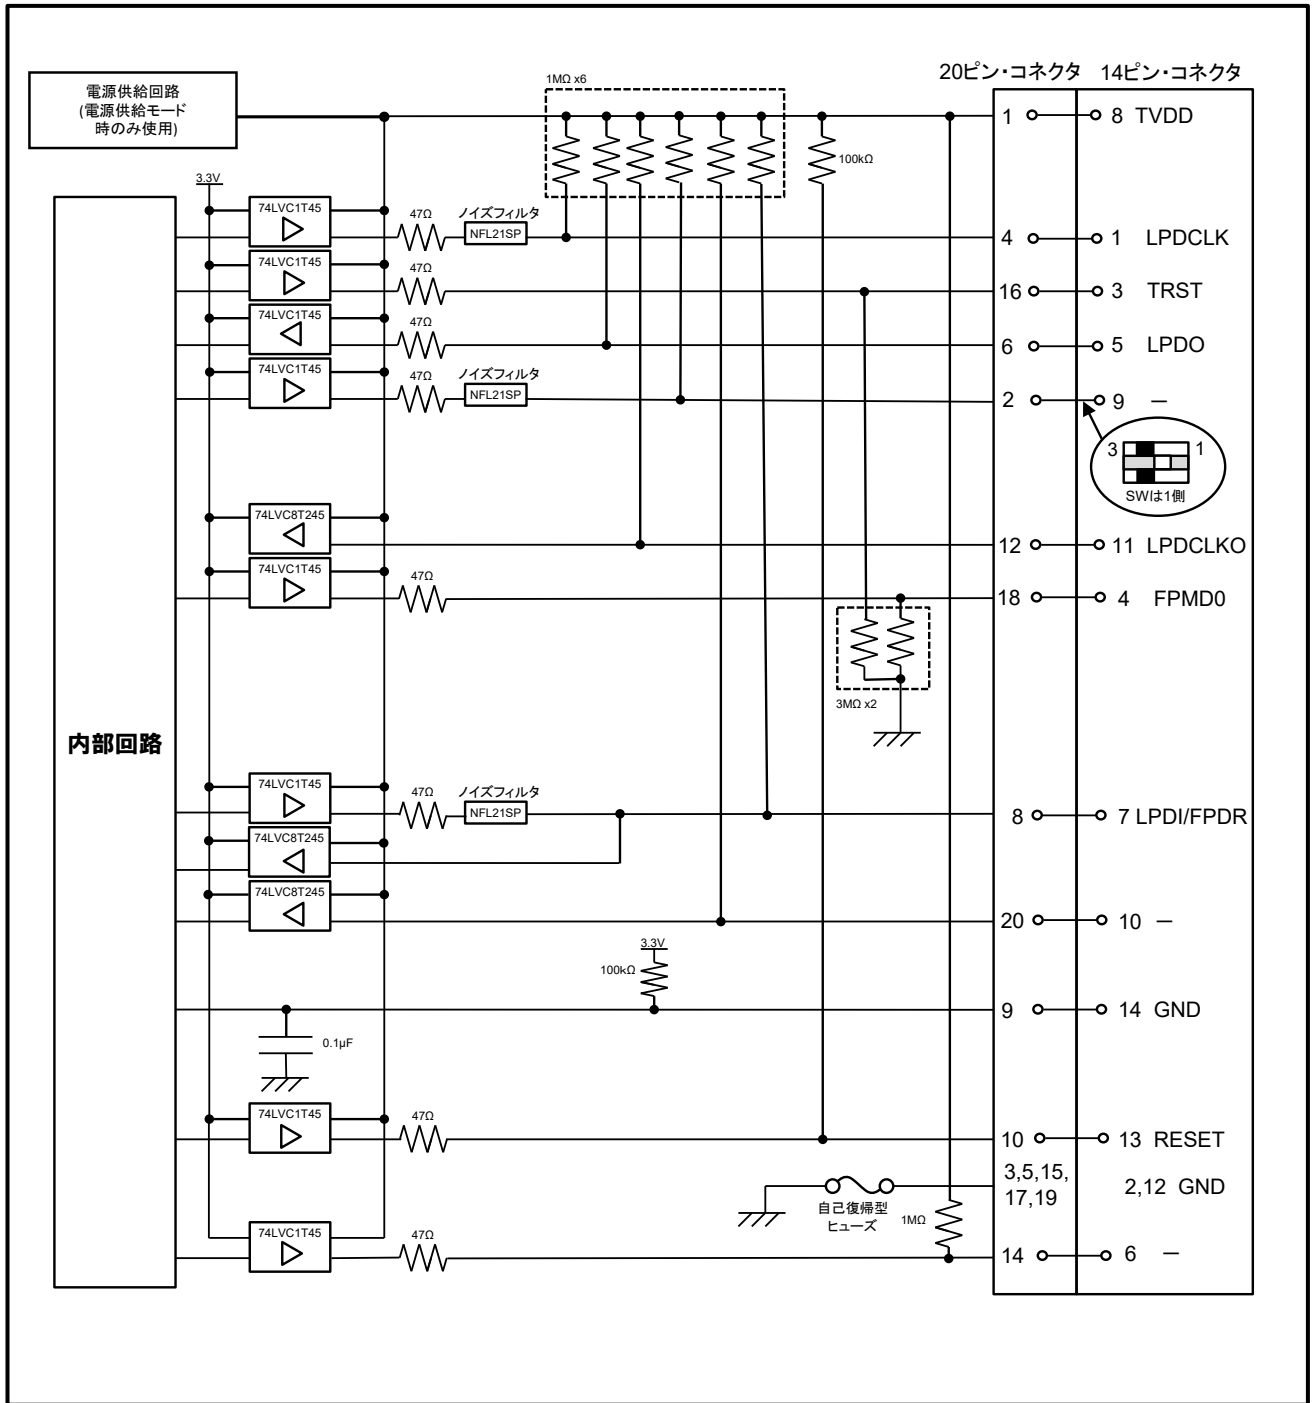 20ピン・コネクタ 14ピン・コネクタ
電源供給回路
(電源供給モード
時のみ使用)
1MΩ x6
1 8 TVDD
100kΩ
3.3V
74LVC1T45
47Ω
ノイズフィルタ
NFL21SP
4 1 LPDCLK
74LVC1T45
47Ω
16 3 TRST
74LVC1T45
47Ω
6 5 LPDO
74LVC1T45
47Ω
ノイズフィルタ
NFL21SP
2 9 —
3 1
SWは1側
74LVC8T245
12 11 LPDCLKO
74LVC1T45
47Ω
18 4 FPMD0
3MΩ x2
内部回路
74LVC1T45
47Ω
ノイズフィルタ
NFL21SP
8 7 LPDI/FPDR
74LVC8T245
74LVC8T245
20 10 —
3.3V
100kΩ
9 14 GND
0.1µF
74LVC1T45
47Ω
10 13 RESET
3,5,15,
17,19
2,12 GND
自己復帰型
ヒューズ
1MΩ
74LVC1T45
47Ω
14 6 —